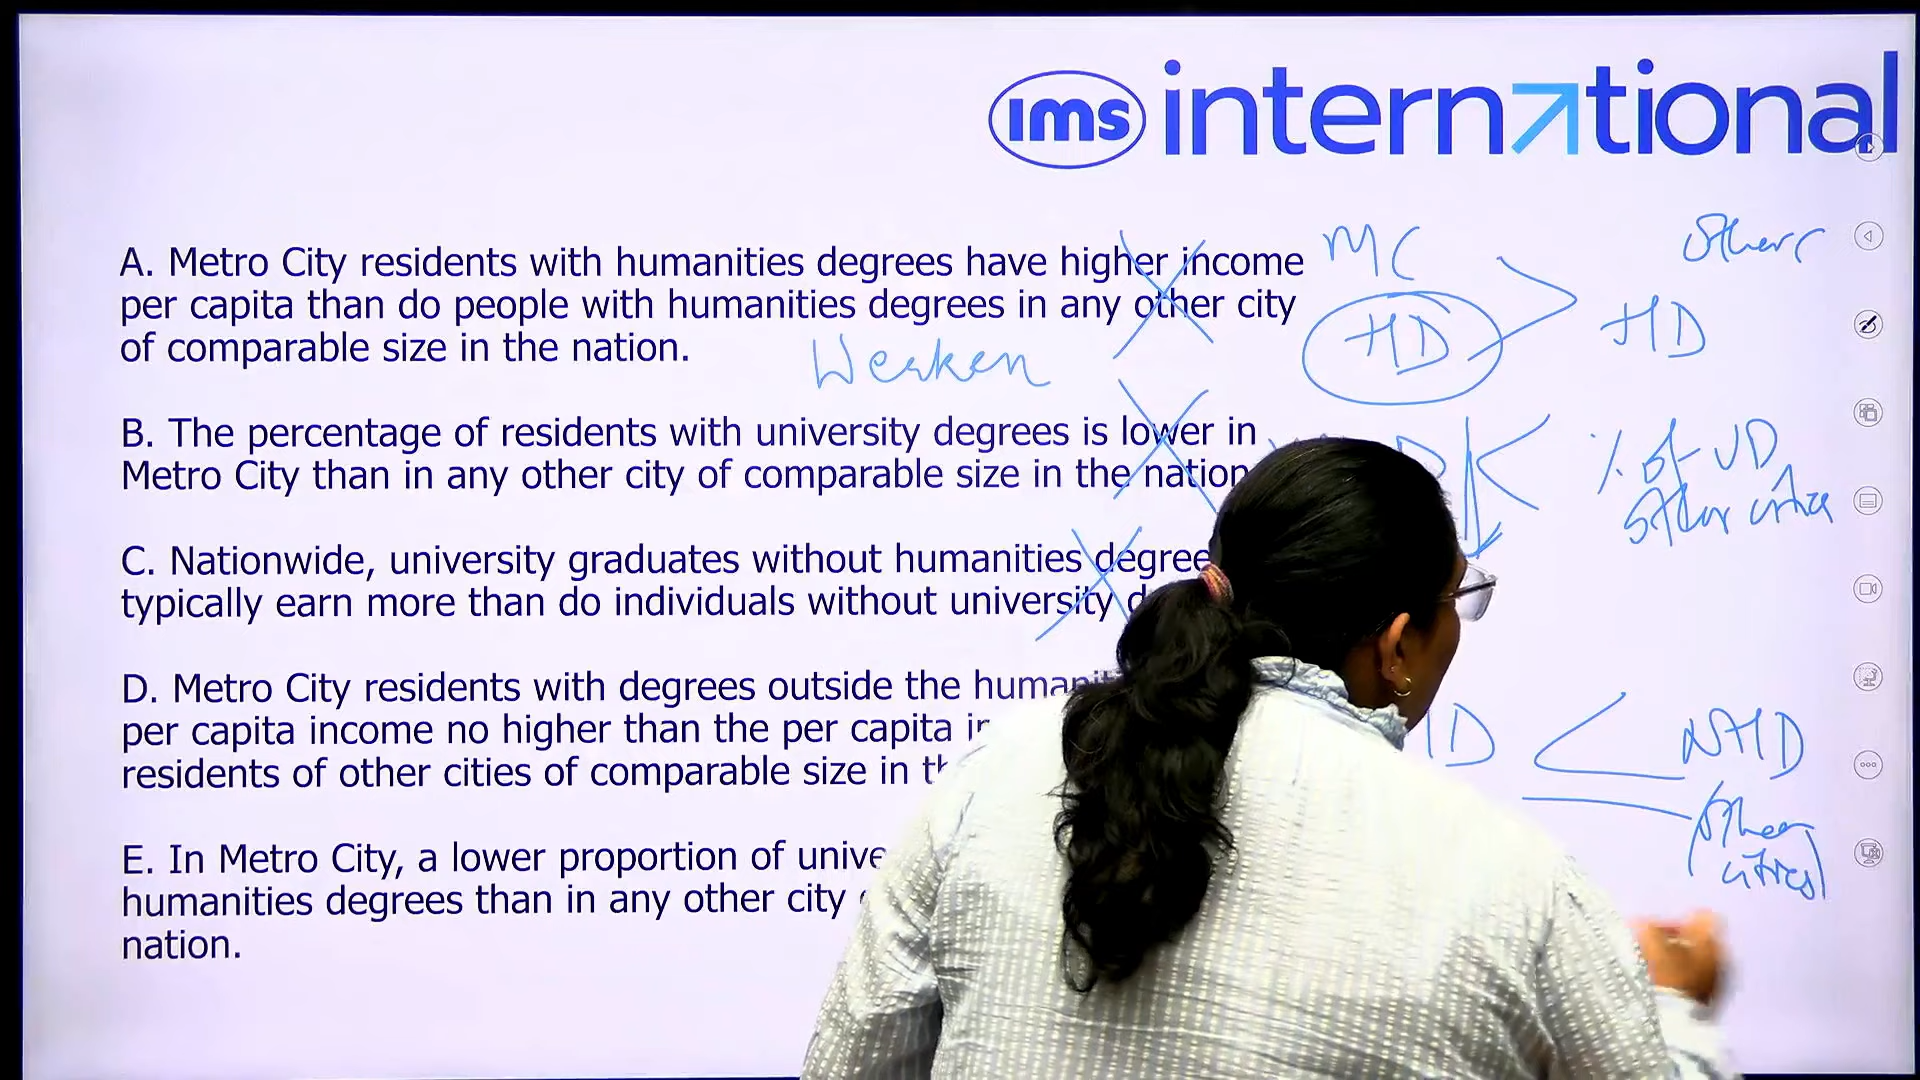 ims international
A. Metro City residents with humanities degrees have higher income
per capita than do people with humanities degrees in any other city
of comparable size in the nation.
Weaken
MC
Others
HD
HD
B. The percentage of residents with university degrees is lower in
Metro City than in any other city of comparable size in the nation
% of UD
other cities
C. Nationwide, university graduates without humanities degree
typically earn more than do individuals without university d
D. Metro City residents with degrees outside the humanit
per capita income no higher than the per capita in
residents of other cities of comparable size in th
HD
NHD
other
cities
E. In Metro City, a lower proportion of unive
humanities degrees than in any other city
nation.